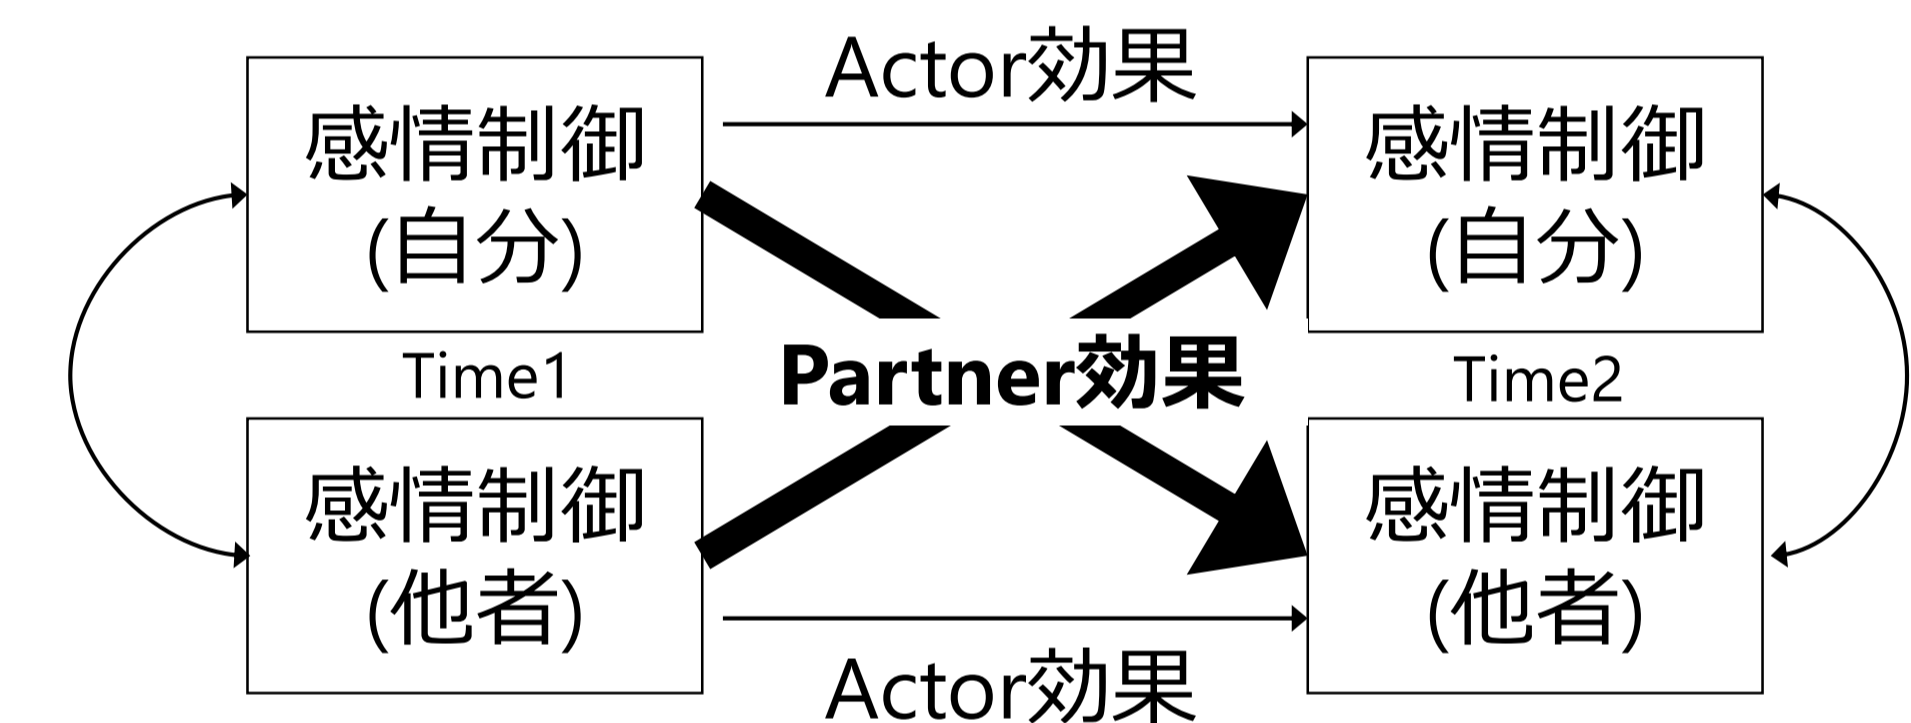 Actor効果
感情制御
(自分)
感情制御
(自分)
Time1
Partner効果
Time2
感情制御
(他者)
感情制御
(他者)
Actor効果